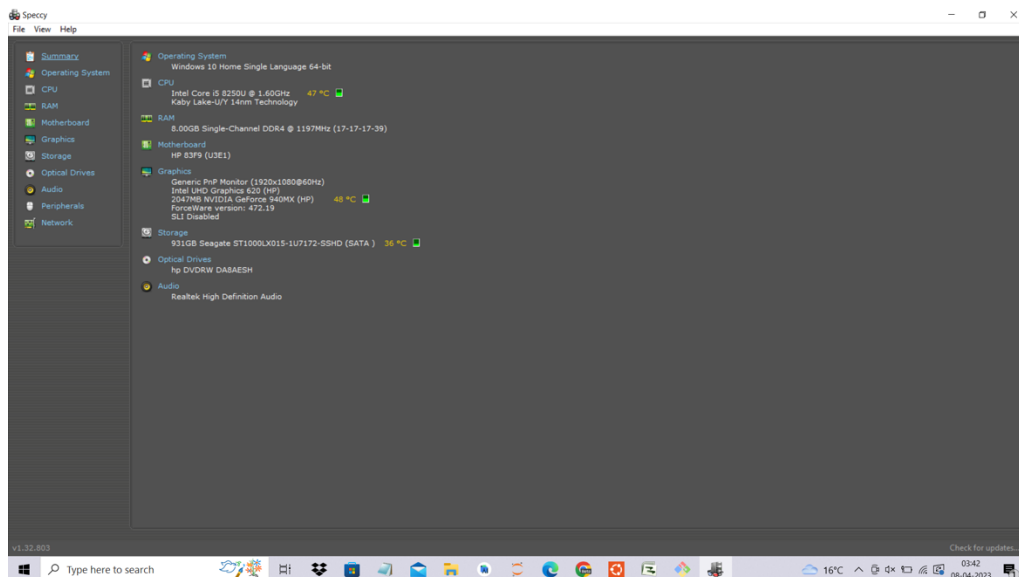 Speccy
File View Help
Summary
Operating System
CPU
RAM
Motherboard
Graphics
Storage
Optical Drives
Audio
Peripherals
Network
Operating System
Windows 10 Home Single Language 64-bit
CPU
Intel Core i5 8250U @ 1.60GHz 47 °C
Kaby Lake-U/Y 14nm Technology
RAM
8.00GB Single-Channel DDR4 @ 1197MHz (17-17-17-39)
Motherboard
HP 83F9 (U3E1)
Graphics
Generic PnP Monitor (1920x1080@60Hz)
Intel UHD Graphics 620 (HP)
2047MB NVIDIA GeForce 940MX (HP) 48 °C
ForceWare version: 472.19
SLI Disabled
Storage
931GB Seagate ST1000LX015-1U7172-SSHD (SATA ) 36 °C
Optical Drives
hp DVDRW DA8AESH
Audio
Realtek High Definition Audio
v1.32.803
Check for updates...
Type here to search
16°C
03:42
08-04-2023